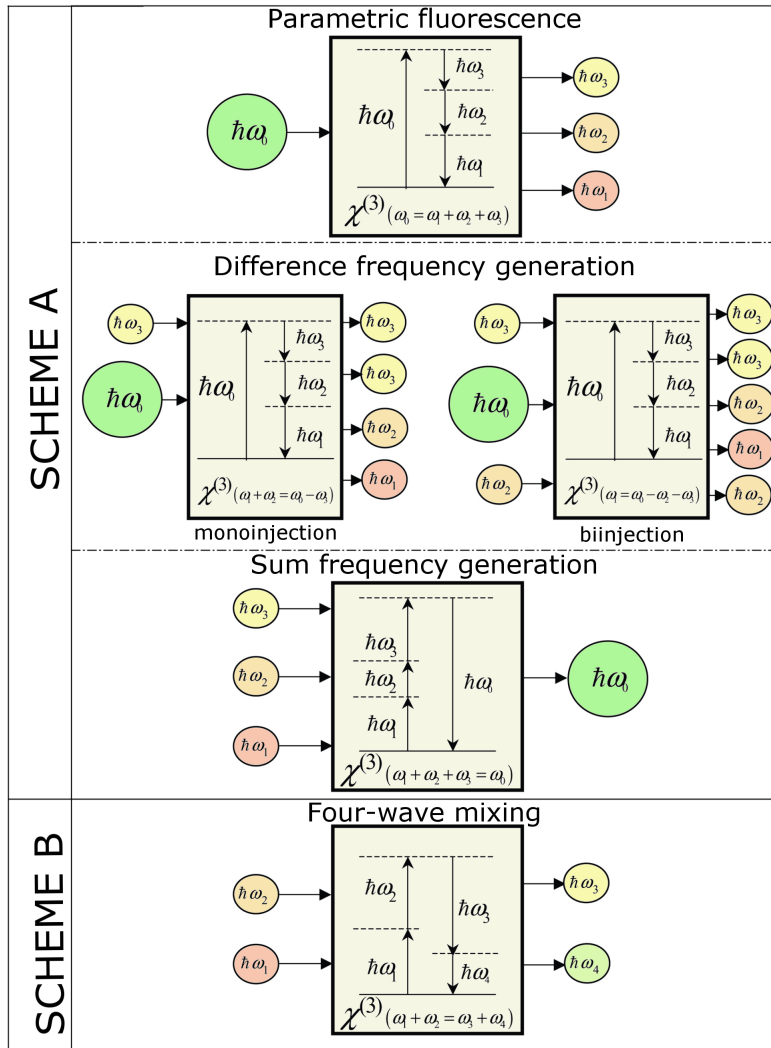 SCHEME A
Parametric fluorescence
ħω₀
ħω₀
ħω₃
ħω₂
ħω₁
χ⁽³⁾(ω₀ = ω₁ + ω₂ + ω₃)
ħω₃
ħω₂
ħω₁
Difference frequency generation
ħω₃
ħω₀
ħω₀
ħω₃
ħω₂
ħω₁
χ⁽³⁾(ω₁ + ω₂ = ω₀ − ω₃)
ħω₃
ħω₃
ħω₂
ħω₁
monoinjection
ħω₃
ħω₀
ħω₂
ħω₀
ħω₃
ħω₂
ħω₁
χ⁽³⁾(ω₁ = ω₀ − ω₂ − ω₃)
ħω₃
ħω₃
ħω₂
ħω₁
ħω₂
biinjection
Sum frequency generation
ħω₃
ħω₂
ħω₁
ħω₃
ħω₂
ħω₁
ħω₀
χ⁽³⁾(ω₁ + ω₂ + ω₃ = ω₀)
ħω₀
SCHEME B
Four-wave mixing
ħω₂
ħω₁
ħω₂
ħω₁
ħω₃
ħω₄
χ⁽³⁾(ω₁ + ω₂ = ω₃ + ω₄)
ħω₃
ħω₄